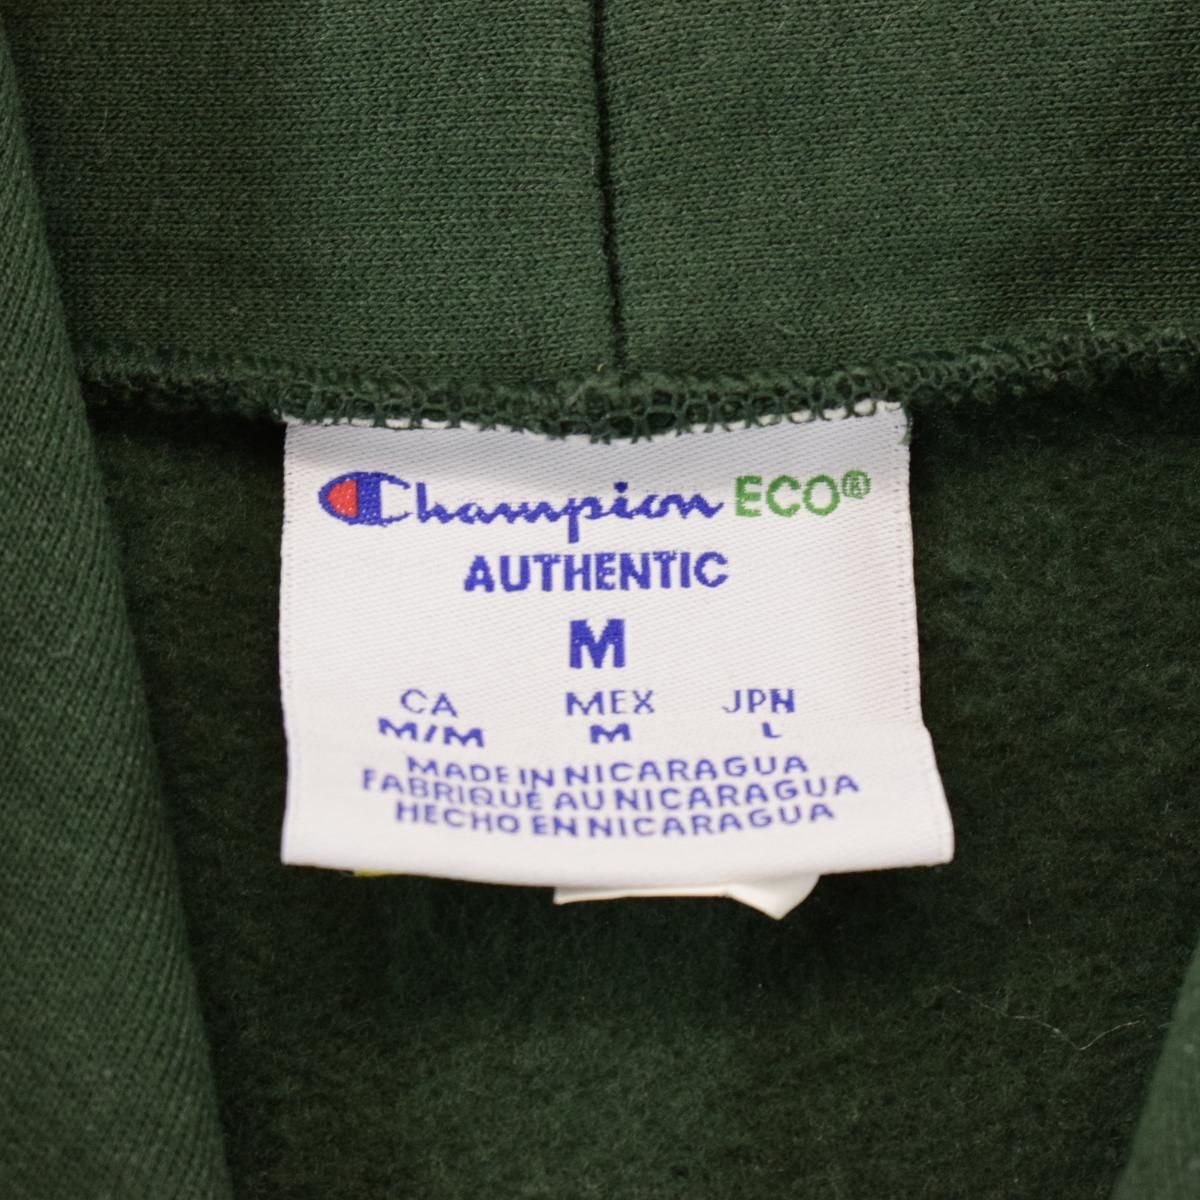 Champion ECO®
AUTHENTIC
M
CA MEX JPN
M/M M L
MADE IN NICARAGUA
FABRIQUÉ AU NICARAGUA
HECHO EN NICARAGUA